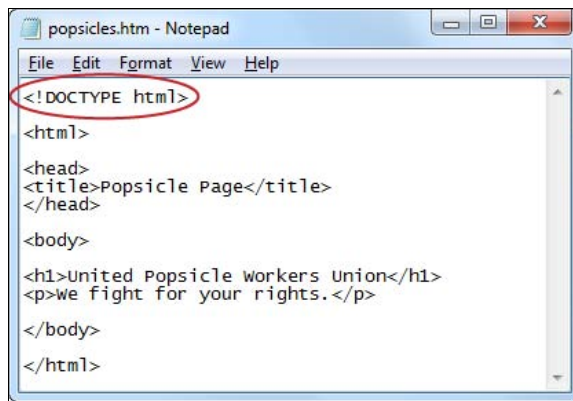 popsicles.htm - Notepad
File Edit Format View Help
<!DOCTYPE html>
<html>
<head>
<title>Popsicle Page</title>
</head>
<body>
<h1>United Popsicle Workers Union</h1>
<p>We fight for your rights.</p>
</body>
</html>